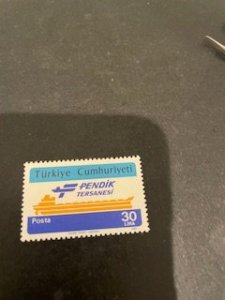 Türkiye Cumhuriyeti
PENDİK
TERSANESİ
Posta
30
LİRA